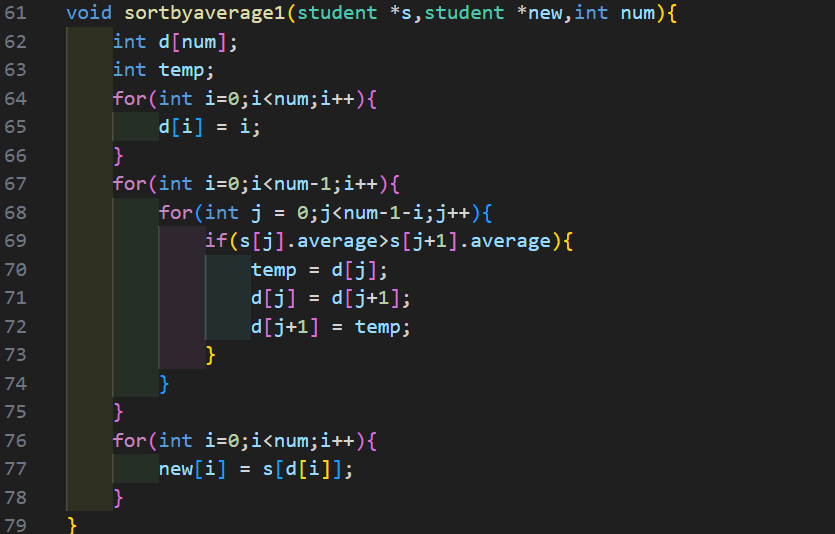 61 void sortbyaverage1(student *s,student *new,int num){
62     int d[num];
63     int temp;
64     for(int i=0;i<num;i++){
65         d[i] = i;
66     }
67     for(int i=0;i<num-1;i++){
68         for(int j = 0;j<num-1-i;j++){
69             if(s[j].average>s[j+1].average){
70                 temp = d[j];
71                 d[j] = d[j+1];
72                 d[j+1] = temp;
73             }
74         }
75     }
76     for(int i=0;i<num;i++){
77         new[i] = s[d[i]];
78     }
79 }